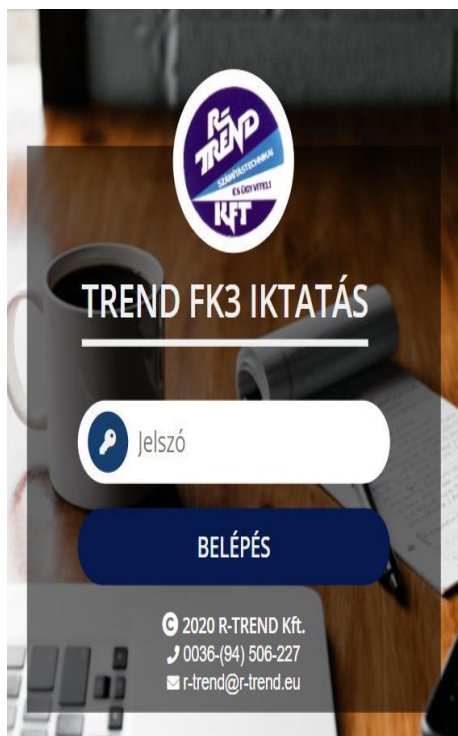 R-
TREND
SZÁMÍTÁSTECHNIKAI
ÉS ÜGYVITELI
KFT
TREND FK3 IKTATÁS
Jelszó
BELÉPÉS
© 2020 R-TREND Kft.
0036-(94) 506-227
r-trend@r-trend.eu